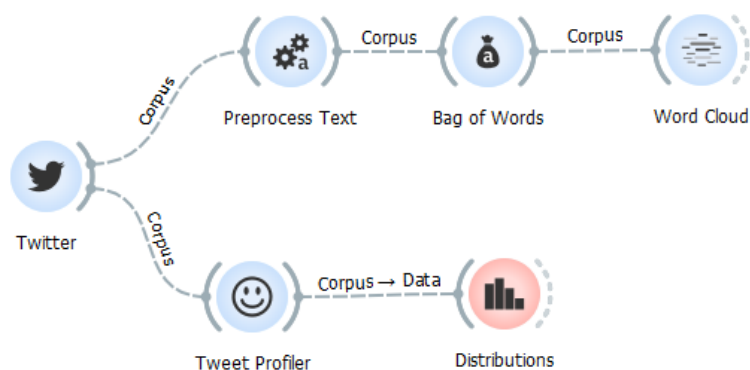 Corpus
Preprocess Text
Corpus
Bag of Words
Corpus
Word Cloud
Twitter
Corpus
Tweet Profiler
Corpus → Data
Distributions
a
a